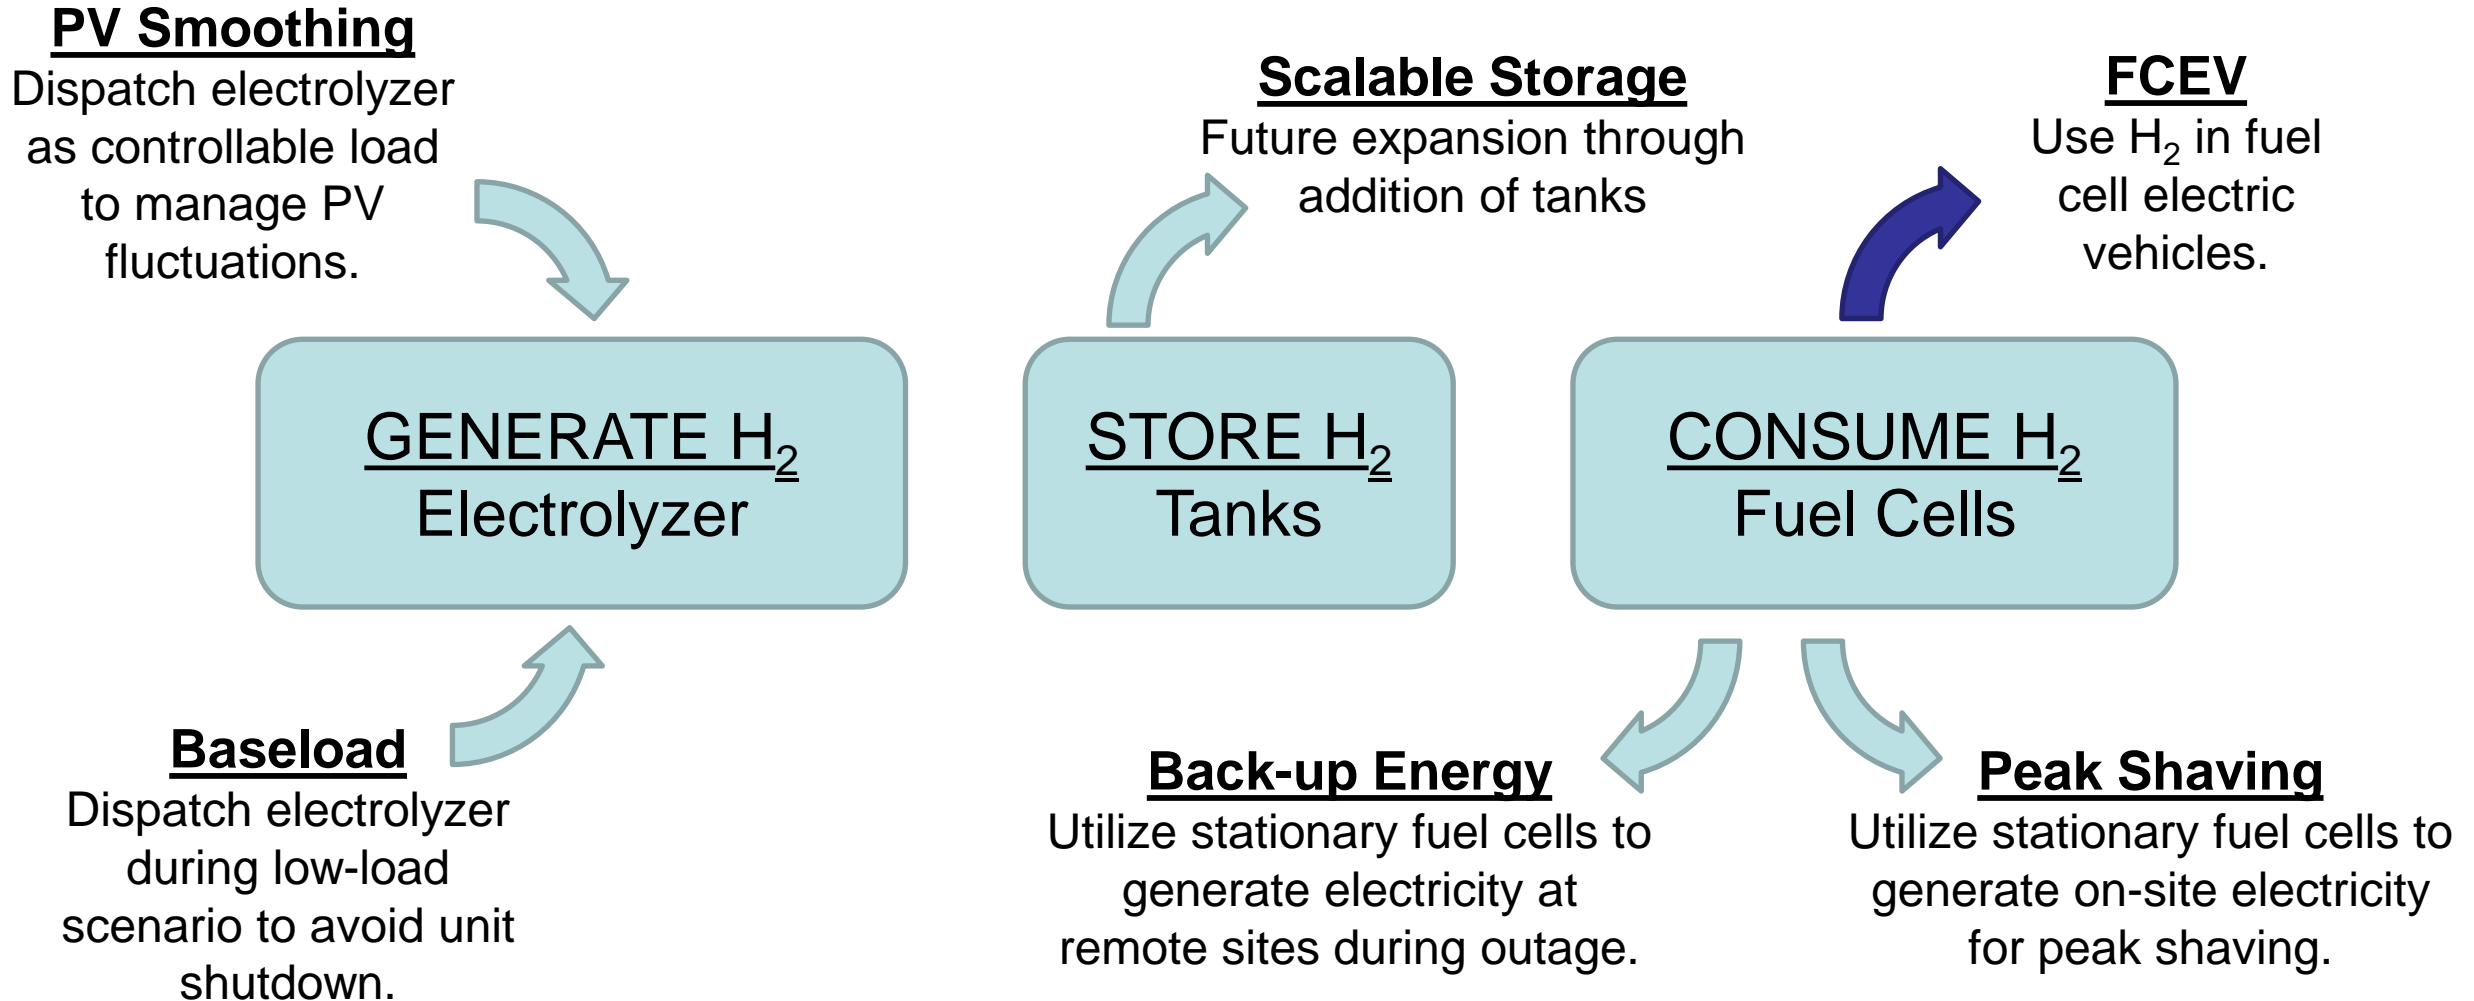 PV Smoothing
Dispatch electrolyzer
as controllable load
to manage PV
fluctuations.
Scalable Storage
Future expansion through
addition of tanks
FCEV
Use H₂ in fuel
cell electric
vehicles.
GENERATE H₂
Electrolyzer
STORE H₂
Tanks
CONSUME H₂
Fuel Cells
Baseload
Dispatch electrolyzer
during low-load
scenario to avoid unit
shutdown.
Back-up Energy
Utilize stationary fuel cells to
generate electricity at
remote sites during outage.
Peak Shaving
Utilize stationary fuel cells to
generate on-site electricity
for peak shaving.